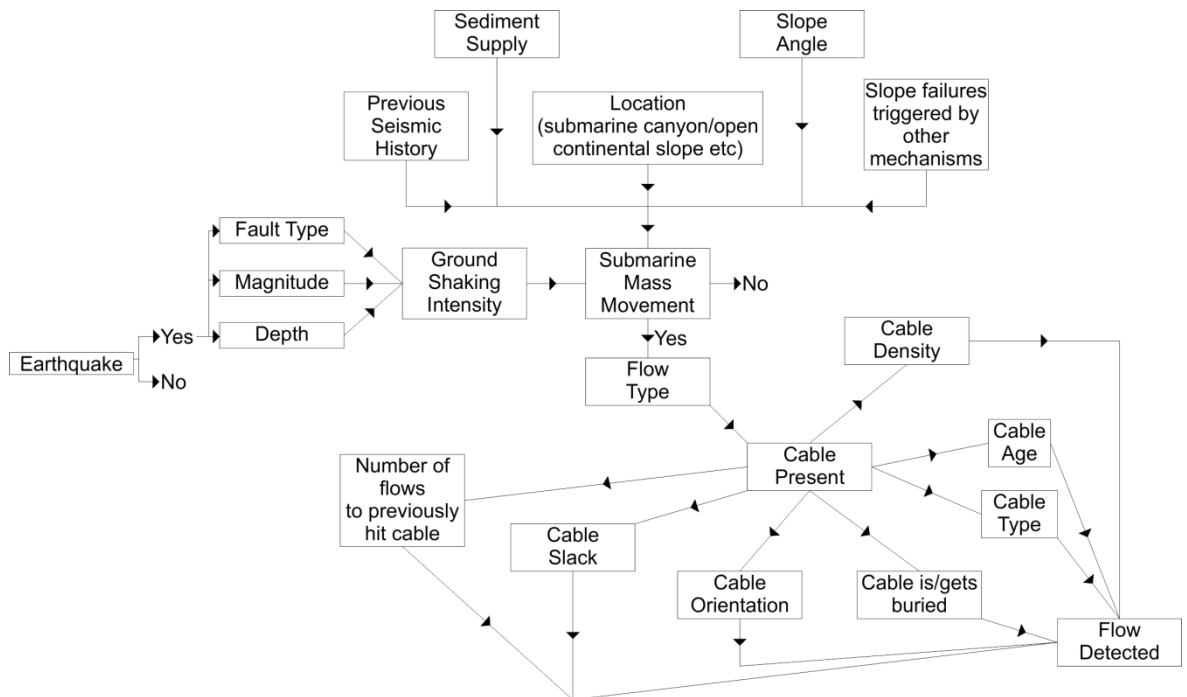 Sediment
Supply
Slope
Angle
Previous
Seismic
History
Location
(submarine canyon/open
continental slope etc)
Slope failures
triggered by
other
mechanisms
Fault Type
Magnitude
Depth
Ground
Shaking
Intensity
Submarine
Mass
Movement
No
Earthquake
Yes
No
Yes
Flow
Type
Cable
Density
Cable
Present
Cable
Age
Cable
Type
Number of
flows
to previously
hit cable
Cable
Slack
Cable
Orientation
Cable is/gets
buried
Flow
Detected